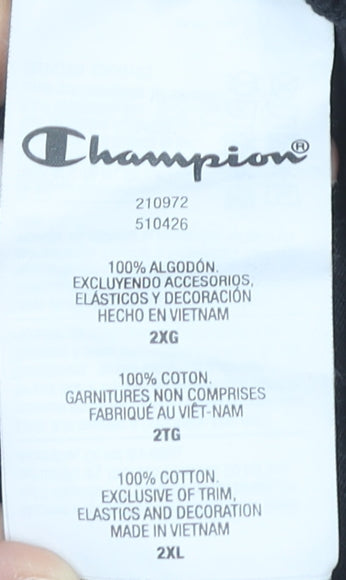 Champion®
210972
510426
100% ALGODÓN.
EXCLUYENDO ACCESORIOS,
ELÁSTICOS Y DECORACIÓN
HECHO EN VIETNAM
2XG
100% COTON.
GARNITURES NON COMPRISES
FABRIQUÉ AU VIÊT-NAM
2TG
100% COTTON.
EXCLUSIVE OF TRIM,
ELASTICS AND DECORATION
MADE IN VIETNAM
2XL